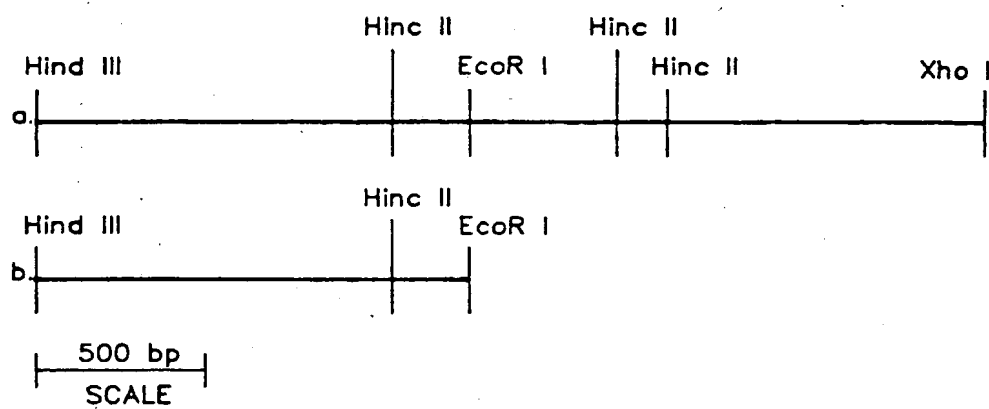 Hinc II Hinc II
Hind III EcoR I Hinc II Xho I
a.
Hinc II
Hind III EcoR I
b.
500 bp
SCALE